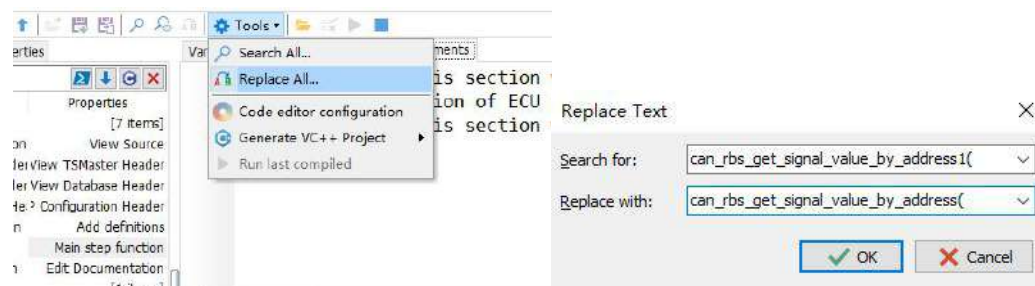 Tools
erties
Var
ments
Search All...
Replace All...
is section
ion of ECU
is section
Code editor configuration
Generate VC++ Project
Run last compiled
Properties
[7 items]
View Source
View TSMaster Header
View Database Header
Configuration Header
Add definitions
Main step function
Edit Documentation
Replace Text
Search for:
can_rbs_get_signal_value_by_address1(
Replace with:
can_rbs_get_signal_value_by_address(
OK
Cancel